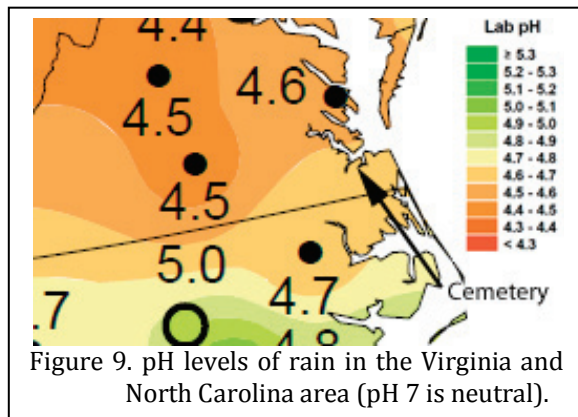 4.4
Lab pH
≥ 5.3
5.2 - 5.3
5.1 - 5.2
5.0 - 5.1
4.9 - 5.0
4.8 - 4.9
4.7 - 4.8
4.6 - 4.7
4.5 - 4.6
4.4 - 4.5
4.3 - 4.4
< 4.3
4.6
4.5
4.5
5.0
4.7
Cemetery
.7
4.8
Figure 9. pH levels of rain in the Virginia and
North Carolina area (pH 7 is neutral).